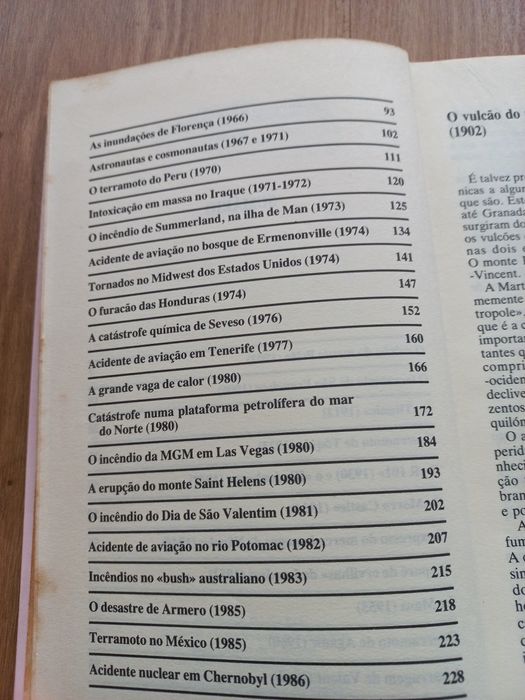 As inundações de Florença (1966) 93
Astronautas e cosmonautas (1967 e 1971) 102
O terramoto do Peru (1970) 111
Intoxicação em massa no Iraque (1971-1972) 120
O incêndio de Summerland, na ilha de Man (1973) 125
Acidente de aviação no bosque de Ermenonville (1974) 134
Tornados no Midwest dos Estados Unidos (1974) 141
O furacão das Honduras (1974) 147
A catástrofe química de Seveso (1976) 152
Acidente de aviação em Tenerife (1977) 160
A grande vaga de calor (1980) 166
Catástrofe numa plataforma petrolífera do mar
do Norte (1980) 172
O incêndio da MGM em Las Vegas (1980) 184
A erupção do monte Saint Helens (1980) 193
O incêndio do Dia de São Valentim (1981) 202
Acidente de aviação no rio Potomac (1982) 207
Incêndios no «bush» australiano (1983) 215
O desastre de Armero (1985) 218
Terramoto no México (1985) 223
Acidente nuclear em Chernobyl (1986) 228
O vulcão do
(1902)
É talvez
nicas a
que são.
até
surgiram do
os vulcões
nas dois
O monte
-Vincent.
A
memente
tropole».
que é a
tantes
-ocident
declive
zentos
O
ção
e
A